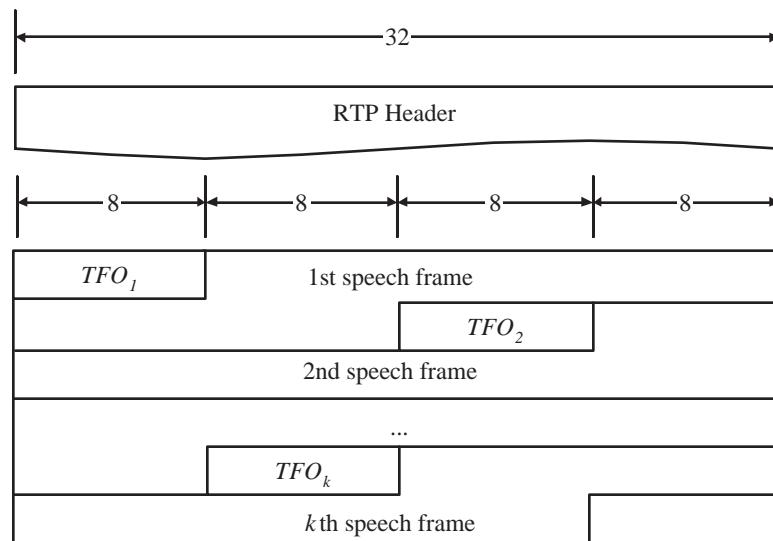 32
RTP Header
8 8 8 8
TFO1
1st speech frame
TFO2
2nd speech frame
...
TFOk
kth speech frame